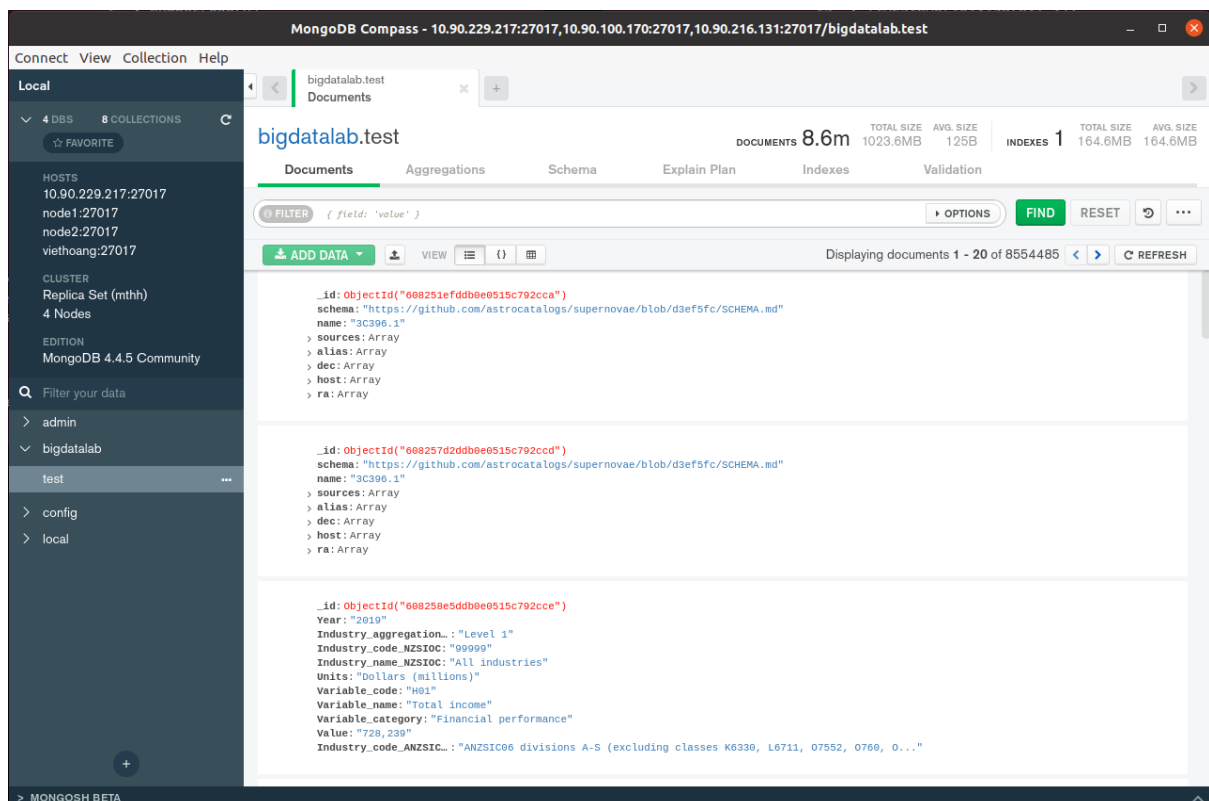 MongoDB Compass - 10.90.229.217:27017,10.90.100.170:27017,10.90.216.131:27017/bigdatalab.test
Connect View Collection Help
Local
4 DBS 8 COLLECTIONS
FAVORITE
HOSTS
10.90.229.217:27017
node1:27017
node2:27017
viethoang:27017
CLUSTER
Replica Set (mthh)
4 Nodes
EDITION
MongoDB 4.4.5 Community
Filter your data
admin
bigdatalab
test
config
local
> MONGOSH BETA
bigdatalab.test
Documents
bigdatalab.test
DOCUMENTS 8.6m TOTAL SIZE 1023.6MB AVG. SIZE 125B INDEXES 1 TOTAL SIZE 164.6MB AVG. SIZE 164.6MB
Documents Aggregations Schema Explain Plan Indexes Validation
FILTER { field: 'value' } OPTIONS FIND RESET
ADD DATA VIEW {} Displaying documents 1 - 20 of 8554485 < > REFRESH
_id: ObjectId("608251efddb0e0515c792cca")
schema: "https://github.com/astrocatalogs/supernovae/blob/d3ef5fc/SCHEMA.md"
name: "3C396.1"
> sources: Array
> alias: Array
> dec: Array
> host: Array
> ra: Array
_id: ObjectId("608257d2ddb0e0515c792ccd")
schema: "https://github.com/astrocatalogs/supernovae/blob/d3ef5fc/SCHEMA.md"
name: "3C396.1"
> sources: Array
> alias: Array
> dec: Array
> host: Array
> ra: Array
_id: ObjectId("608258e5ddb0e0515c792cce")
Year: "2019"
Industry_aggregation…: "Level 1"
Industry_code_NZSIOC: "99999"
Industry_name_NZSIOC: "All industries"
Units: "Dollars (millions)"
Variable_code: "H01"
Variable_name: "Total income"
Variable_category: "Financial performance"
Value: "728,239"
Industry_code_ANZSIC…: "ANZSIC06 divisions A-S (excluding classes K6330, L6711, O7552, O760, O..."